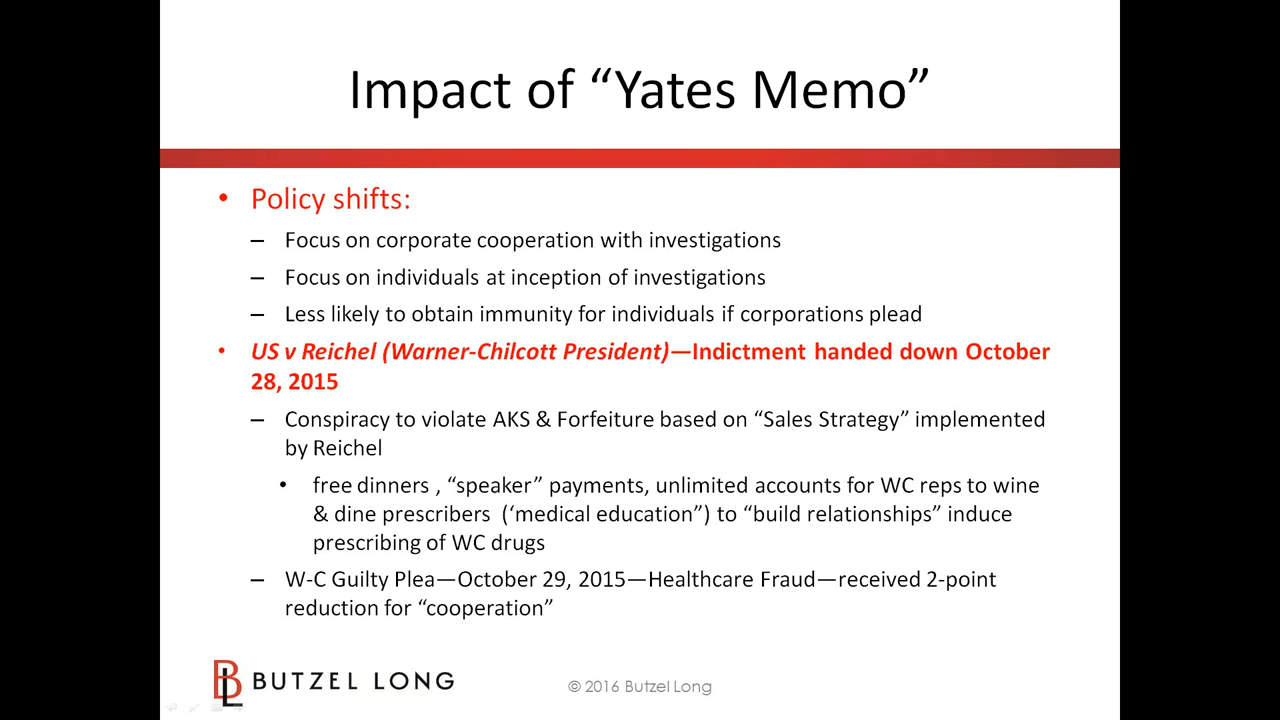 Impact of “Yates Memo”
• Policy shifts:
– Focus on corporate cooperation with investigations
– Focus on individuals at inception of investigations
– Less likely to obtain immunity for individuals if corporations plead
• US v Reichel (Warner-Chilcott President)—Indictment handed down October
28, 2015
– Conspiracy to violate AKS & Forfeiture based on “Sales Strategy” implemented
by Reichel
• free dinners , “speaker” payments, unlimited accounts for WC reps to wine
& dine prescribers (‘medical education”) to “build relationships” induce
prescribing of WC drugs
– W-C Guilty Plea—October 29, 2015—Healthcare Fraud—received 2-point
reduction for “cooperation”
BL BUTZEL LONG
© 2016 Butzel Long